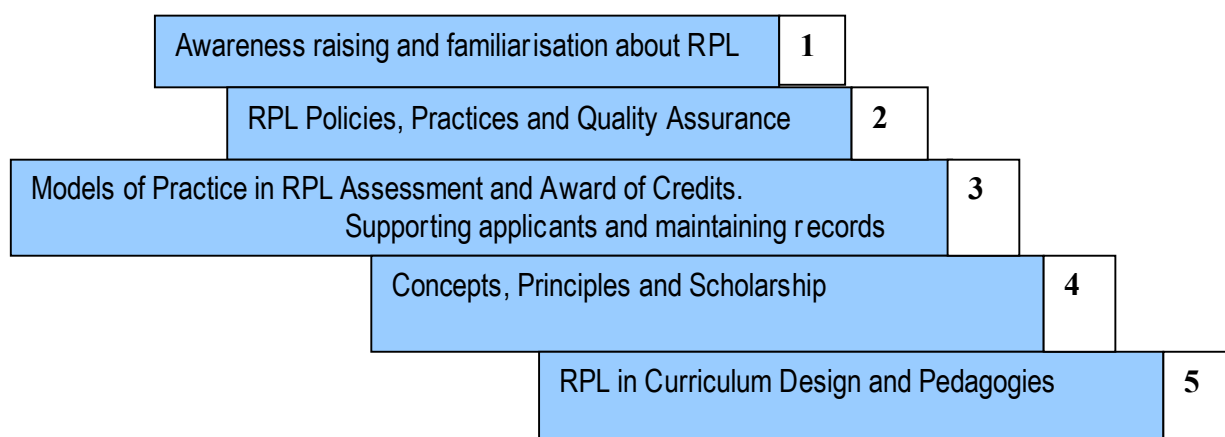 Awareness raising and familiarisation about RPL 1
RPL Policies, Practices and Quality Assurance 2
Models of Practice in RPL Assessment and Award of Credits. 3
Supporting applicants and maintaining records
Concepts, Principles and Scholarship 4
RPL in Curriculum Design and Pedagogies 5